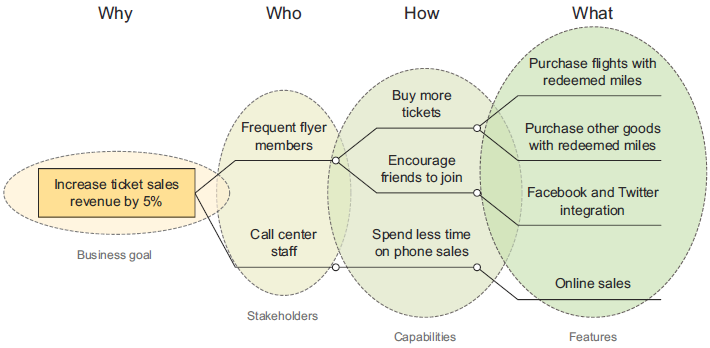 Why
Who
How
What
Increase ticket sales
revenue by 5%
Business goal
Frequent flyer
members
Call center
staff
Stakeholders
Buy more
tickets
Encourage
friends to join
Spend less time
on phone sales
Capabilities
Purchase flights with
redeemed miles
Purchase other goods
with redeemed miles
Facebook and Twitter
integration
Online sales
Features